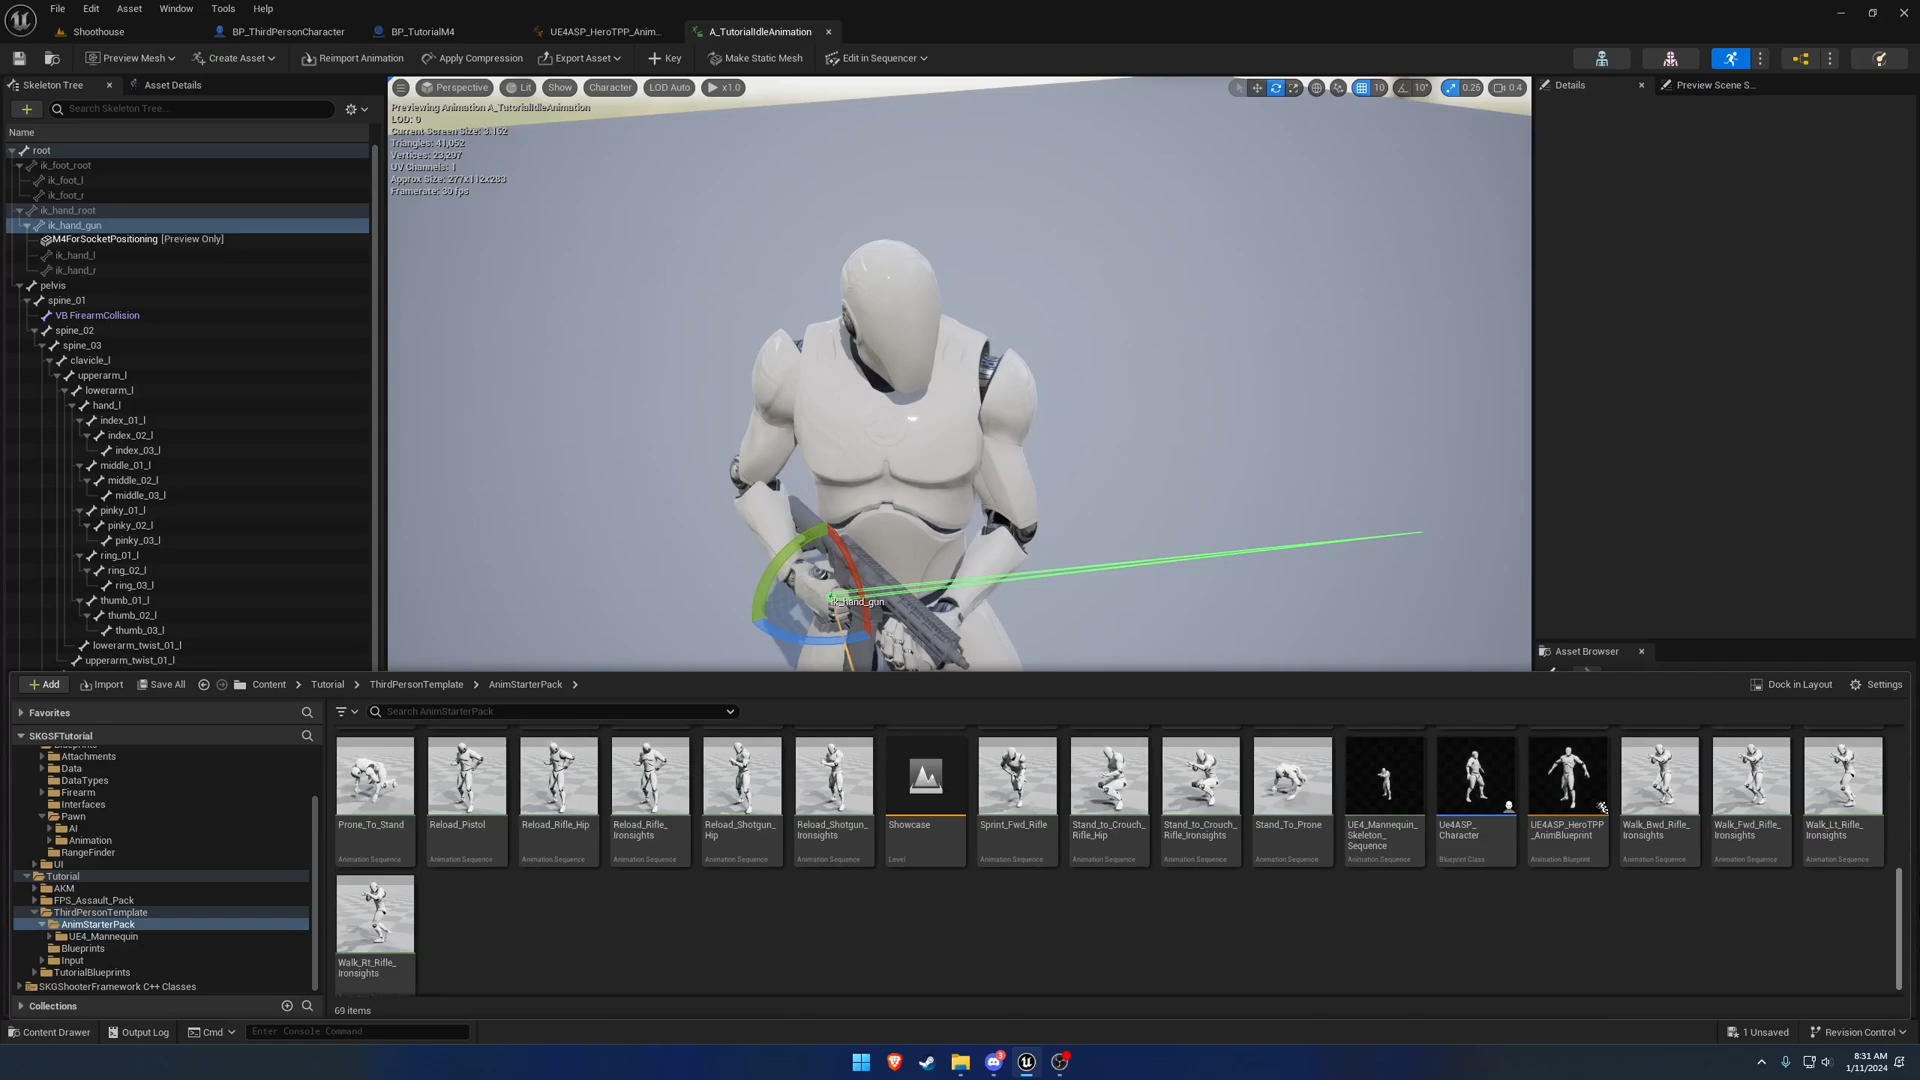 File Edit Asset Window Tools Help
Shoothouse
BP_ThirdPersonCharacter
BP_TutorialM4
UE4ASP_HeroTPP_Anim...
A_TutorialIdleAnimation
Preview Mesh
Create Asset
Reimport Animation
Apply Compression
Export Asset
Key
Make Static Mesh
Edit in Sequencer
Skeleton Tree
Asset Details
Perspective
Lit
Show
Character
LOD Auto
x1.0
10
10°
0.25
0.4
Details
Preview Scene S...
Search Skeleton Tree...
Name
Previewing Animation A_TutorialIdleAnimation
LOD: 0
Current Screen Size: 3.162
Triangles: 41,052
Vertices: 23,297
UV Channels: 1
Approx Size: 277x112x283
Framerate: 30 fps
root
ik_foot_root
ik_foot_l
ik_foot_r
ik_hand_root
ik_hand_gun
M4ForSocketPositioning [Preview Only]
ik_hand_l
ik_hand_r
pelvis
spine_01
VB FirearmCollision
spine_02
spine_03
clavicle_l
upperarm_l
lowerarm_l
hand_l
index_01_l
index_02_l
index_03_l
middle_01_l
middle_02_l
middle_03_l
pinky_01_l
pinky_02_l
pinky_03_l
ring_01_l
ring_02_l
ring_03_l
thumb_01_l
thumb_02_l
thumb_03_l
lowerarm_twist_01_l
upperarm_twist_01_l
ik_hand_gun
Asset Browser
Add
Import
Save All
Content
Tutorial
ThirdPersonTemplate
AnimStarterPack
Dock in Layout
Settings
Favorites
Search AnimStarterPack
SKGSFTutorial
Blueprints
Attachments
Data
DataTypes
Firearm
Interfaces
Pawn
AI
Animation
RangeFinder
UI
Tutorial
AKM
FPS_Assault_Pack
ThirdPersonTemplate
AnimStarterPack
UE4_Mannequin
Blueprints
Input
TutorialBlueprints
SKGShooterFramework C++ Classes
Collections
Prone_To_Stand
Animation Sequence
Reload_Pistol
Animation Sequence
Reload_Rifle_Hip
Animation Sequence
Reload_Rifle_
Ironsights
Animation Sequence
Reload_Shotgun_
Hip
Animation Sequence
Reload_Shotgun_
Ironsights
Animation Sequence
Showcase
Level
Sprint_Fwd_Rifle
Animation Sequence
Stand_to_Crouch_
Rifle_Hip
Animation Sequence
Stand_to_Crouch_
Rifle_Ironsights
Animation Sequence
Stand_To_Prone
Animation Sequence
UE4_Mannequin_
Skeleton_
Sequence
Animation Sequence
Ue4ASP_
Character
Blueprint Class
UE4ASP_HeroTPP
_AnimBlueprint
Animation Blueprint
Walk_Bwd_Rifle_
Ironsights
Animation Sequence
Walk_Fwd_Rifle_
Ironsights
Animation Sequence
Walk_Lt_Rifle_
Ironsights
Animation Sequence
Walk_Rt_Rifle_
Ironsights
69 items
Content Drawer
Output Log
Cmd
Enter Console Command
1 Unsaved
Revision Control
3
8:31 AM
1/11/2024